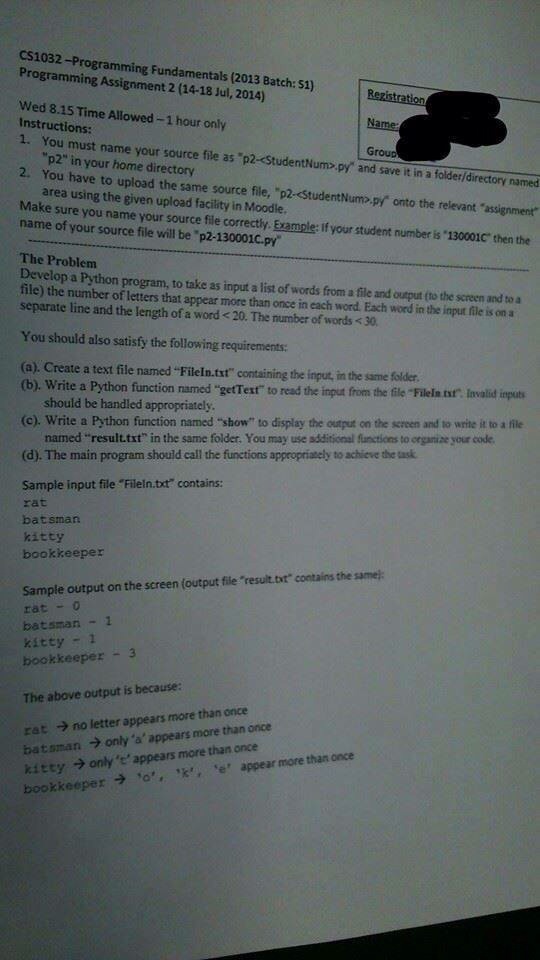 CS1032 –Programming Fundamentals (2013 Batch: S1)
Programming Assignment 2 (14-18 Jul, 2014)
Registration
Name:
Group
Wed 8.15 Time Allowed – 1 hour only
Instructions:
1. You must name your source file as "p2-<StudentNum>.py" and save it in a folder/directory named
"p2" in your home directory
2. You have to upload the same source file, "p2-<StudentNum>.py" onto the relevant "assignment"
area using the given upload facility in Moodle.
Make sure you name your source file correctly. Example: If your student number is "130001C" then the
name of your source file will be "p2-130001C.py"
The Problem
Develop a Python program, to take as input a list of words from a file and output (to the screen and to a
file) the number of letters that appear more than once in each word. Each word in the input file is on a
separate line and the length of a word < 20. The number of words < 30.
You should also satisfy the following requirements:
(a). Create a text file named "FileIn.txt" containing the input, in the same folder.
(b). Write a Python function named "getText" to read the input from the file "FileIn.txt". Invalid inputs
should be handled appropriately.
(c). Write a Python function named "show" to display the output on the screen and to write it to a file
named "result.txt" in the same folder. You may use additional functions to organize your code.
(d). The main program should call the functions appropriately to achieve the task.
Sample input file "FileIn.txt" contains:
rat
batsman
kitty
bookkeeper
Sample output on the screen (output file "result.txt" contains the same):
rat - 0
batsman - 1
kitty - 1
bookkeeper - 3
The above output is because:
rat → no letter appears more than once
batsman → only 'a' appears more than once
kitty → only 't' appears more than once
bookkeeper → 'o', 'k', 'e' appear more than once